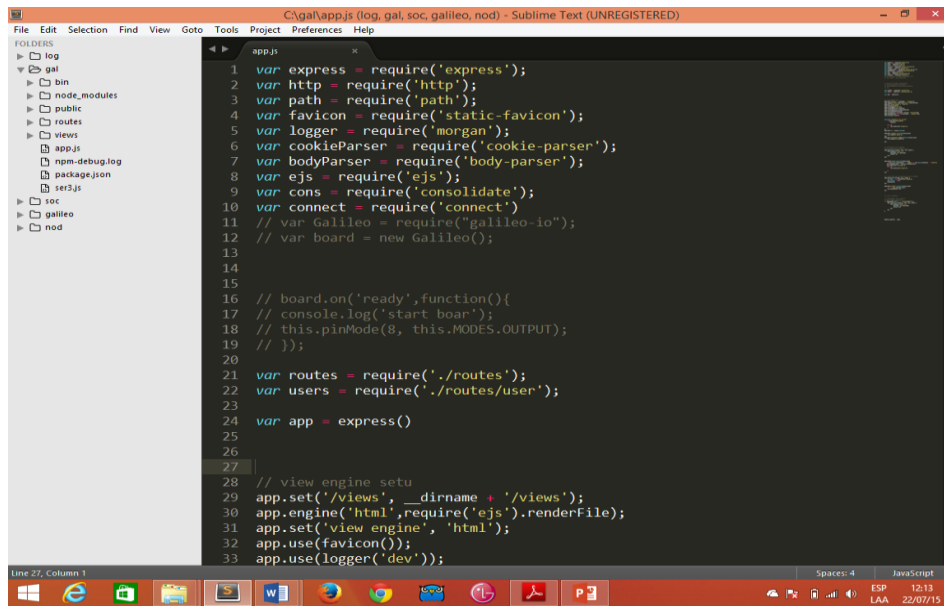 C:\gal\app.js (log, gal, soc, galileo, nod) - Sublime Text (UNREGISTERED)
File Edit Selection Find View Goto Tools Project Preferences Help
FOLDERS
log
gal
bin
node_modules
public
routes
views
app.js
npm-debug.log
package.json
ser3.js
soc
galileo
nod
app.js
1 var express = require('express');
2 var http = require('http');
3 var path = require('path');
4 var favicon = require('static-favicon');
5 var logger = require('morgan');
6 var cookieParser = require('cookie-parser');
7 var bodyParser = require('body-parser');
8 var ejs = require('ejs');
9 var cons = require('consolidate');
10 var connect = require('connect')
11 // var Galileo = require("galileo-io");
12 // var board = new Galileo();
13
14
15
16 // board.on('ready',function(){
17 // console.log('start boar');
18 // this.pinMode(8, this.MODES.OUTPUT);
19 // });
20
21 var routes = require('./routes');
22 var users = require('./routes/user');
23
24 var app = express()
25
26
27
28 // view engine setu
29 app.set('/views', __dirname + '/views');
30 app.engine('html',require('ejs').renderFile);
31 app.set('view engine', 'html');
32 app.use(favicon());
33 app.use(logger('dev'));
Line 27, Column 1 Spaces: 4 JavaScript
ESP 12:13
LAA 22/07/15